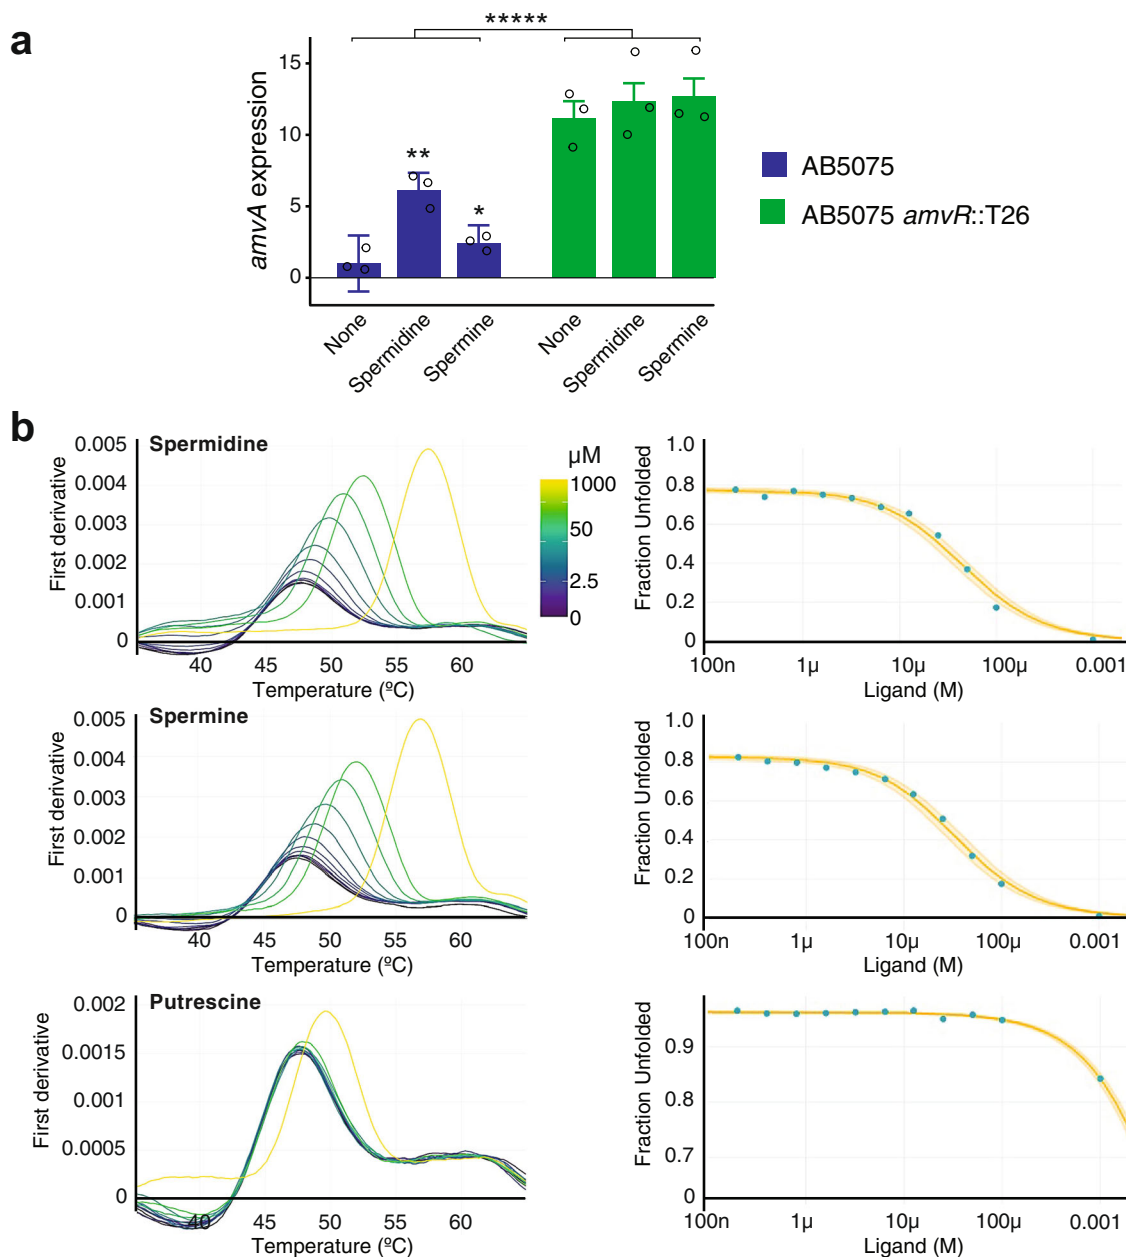 a
*****
amvA expression
15
10
5
0
**
*
None
Spermidine
Spermine
None
Spermidine
Spermine
AB5075
AB5075 amvR::T26
b
Spermidine
First derivative
0.005
0.004
0.003
0.002
0.001
0
40
45
50
55
60
Temperature (ºC)
µM
1000
50
2.5
0
Fraction Unfolded
1.0
0.8
0.6
0.4
0.2
0
100n
1µ
10µ
100µ
0.001
Ligand (M)
Spermine
First derivative
0.005
0.004
0.003
0.002
0.001
0
40
45
50
55
60
Temperature (ºC)
Fraction Unfolded
1.0
0.8
0.6
0.4
0.2
0
100n
1µ
10µ
100µ
0.001
Ligand (M)
Putrescine
First derivative
0.002
0.0015
0.001
0.0005
0
40
45
50
55
60
Temperature (ºC)
Fraction Unfolded
0.9
0.8
0.7
0
100n
1µ
10µ
100µ
0.001
Ligand (M)